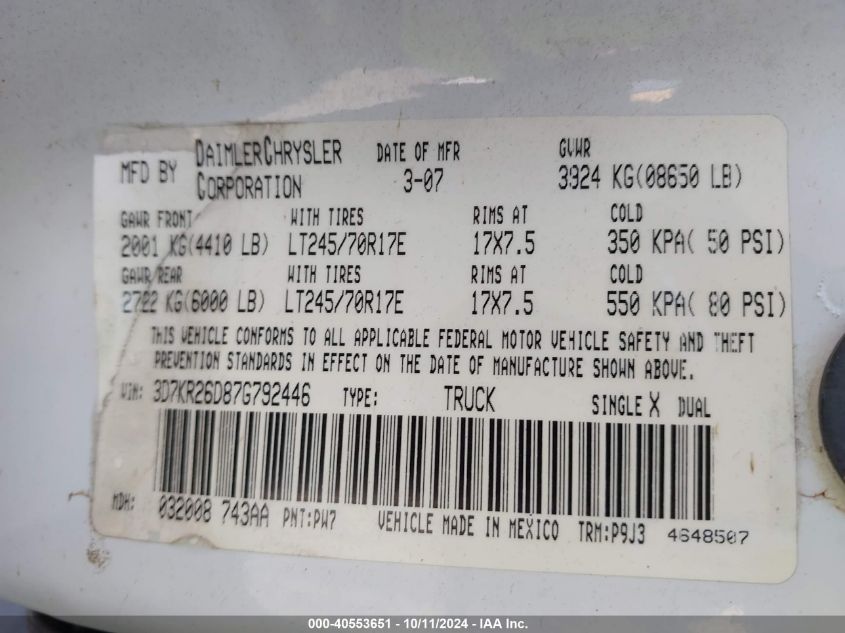 MFD BY DAIMLERCHRYSLER CORPORATION DATE OF MFR 3-07 GVWR 3924 KG(08650 LB)
GAWR FRONT WITH TIRES RIMS AT COLD
2001 KG(4410 LB) LT245/70R17E 17X7.5 350 KPA( 50 PSI)
GAWR REAR WITH TIRES RIMS AT COLD
2722 KG(6000 LB) LT245/70R17E 17X7.5 550 KPA( 80 PSI)
THIS VEHICLE CONFORMS TO ALL APPLICABLE FEDERAL MOTOR VEHICLE SAFETY AND THEFT
PREVENTION STANDARDS IN EFFECT ON THE DATE OF MANUFACTURE SHOWN ABOVE.
VIN: 3D7KR26D87G792446 TYPE: TRUCK SINGLE X DUAL
MDH: 032008 743AA PNT:PW7 VEHICLE MADE IN MEXICO TRM:P9J3 4648507
000-40553651 - 10/11/2024 - IAA Inc.